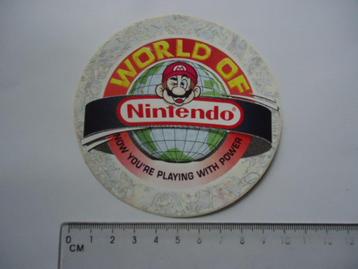 WORLD OF
M
Nintendo®
NOW YOU'RE PLAYING WITH POWER
0 1 2 3 4 5 6 7 8 9 10 11 12
CM